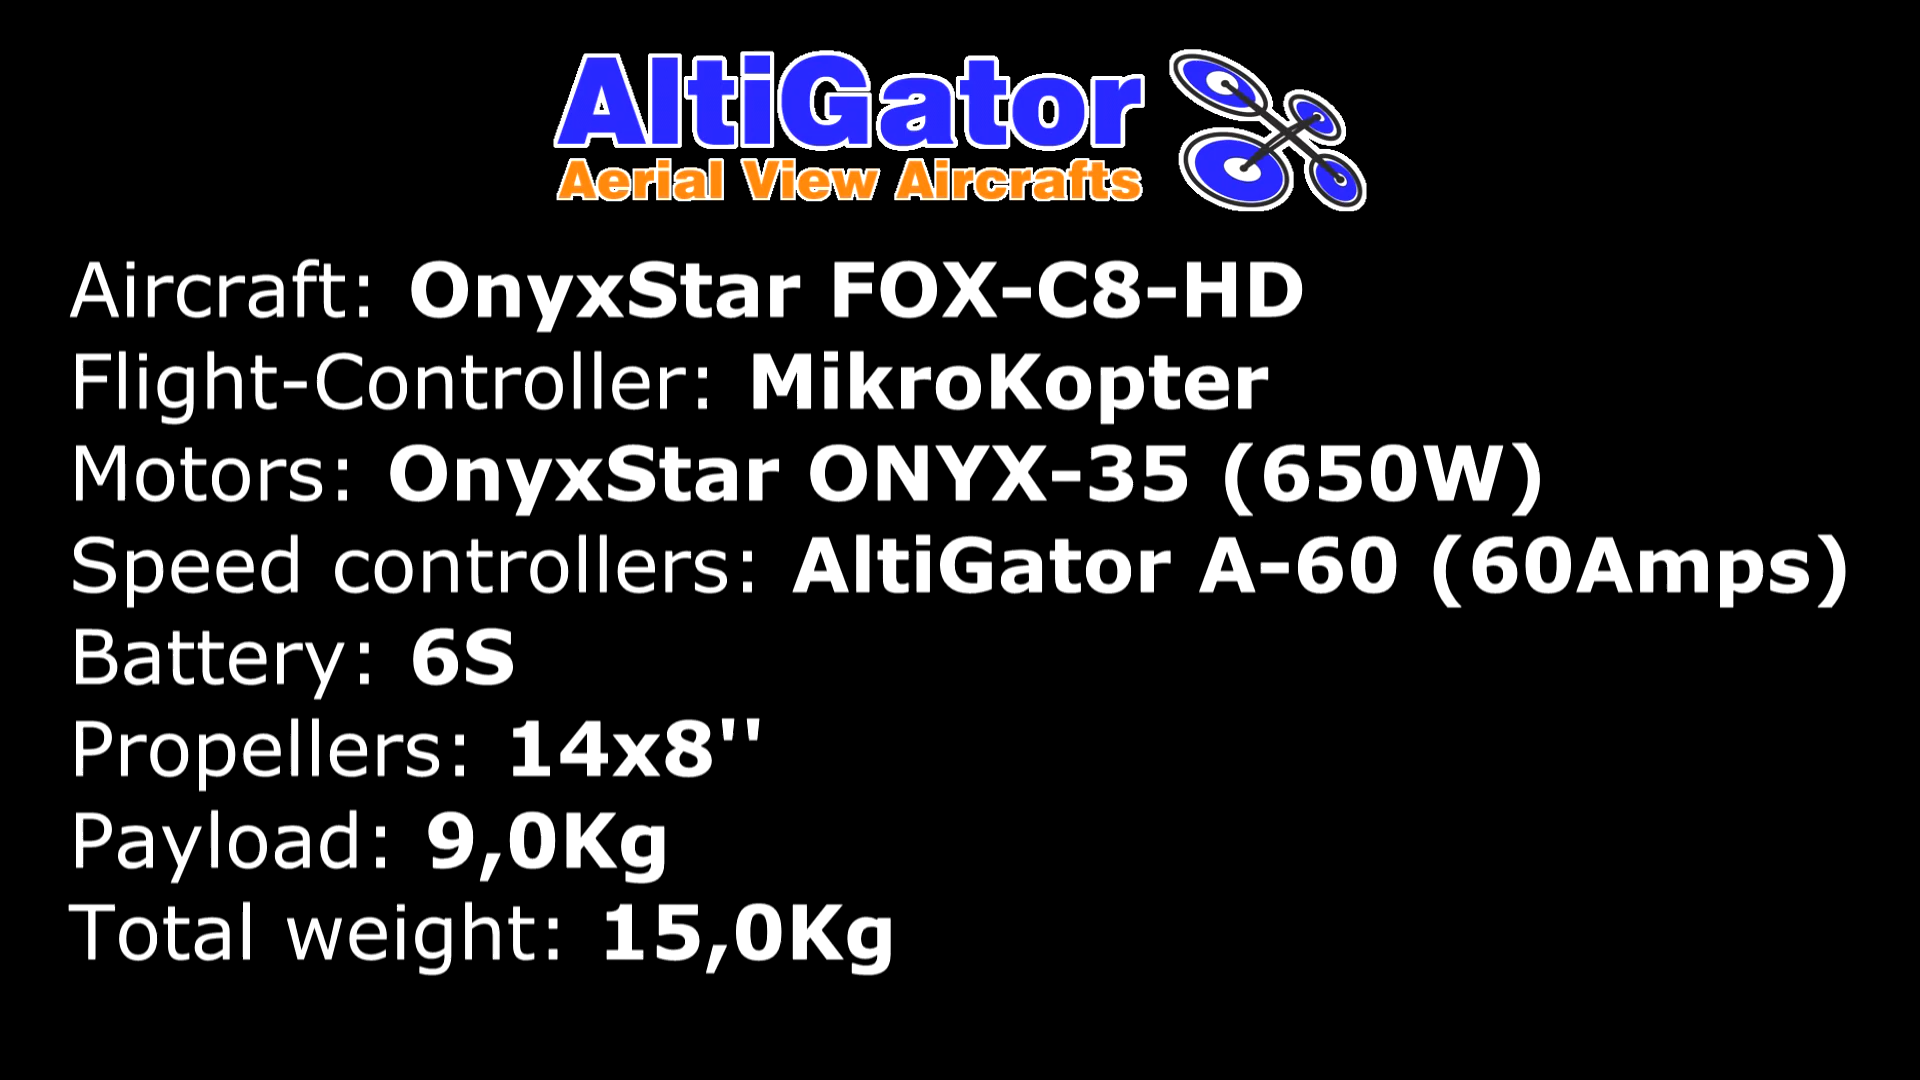 AltiGator
Aerial View Aircrafts
Aircraft: OnyxStar FOX-C8-HD
Flight-Controller: MikroKopter
Motors: OnyxStar ONYX-35 (650W)
Speed controllers: AltiGator A-60 (60Amps)
Battery: 6S
Propellers: 14x8''
Payload: 9,0Kg
Total weight: 15,0Kg